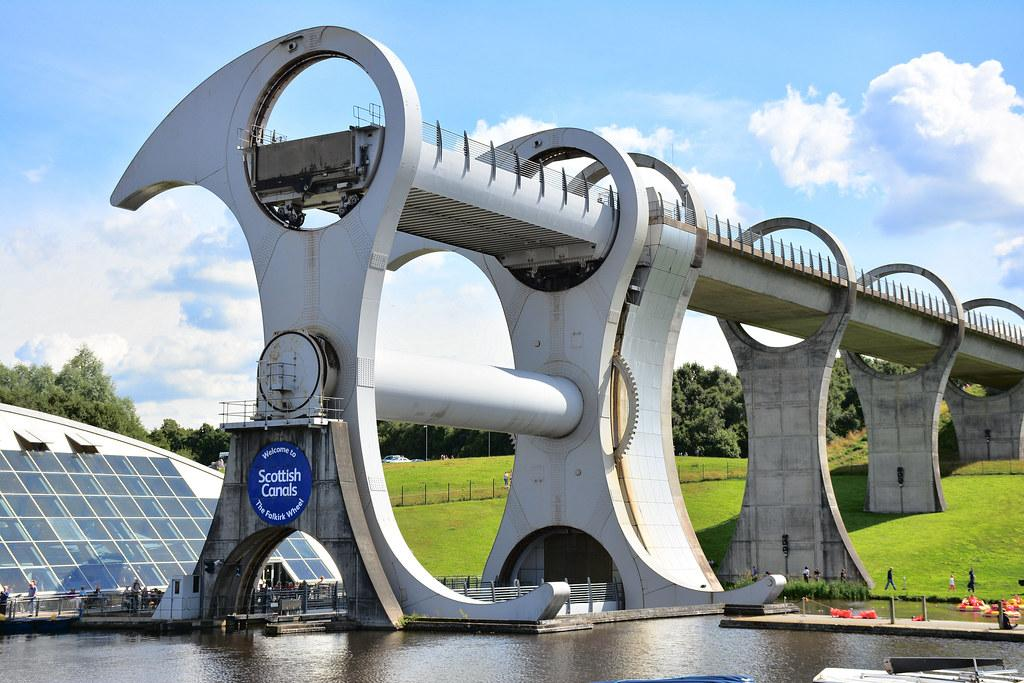 Welcome to
Scottish
Canals
The Falkirk Wheel